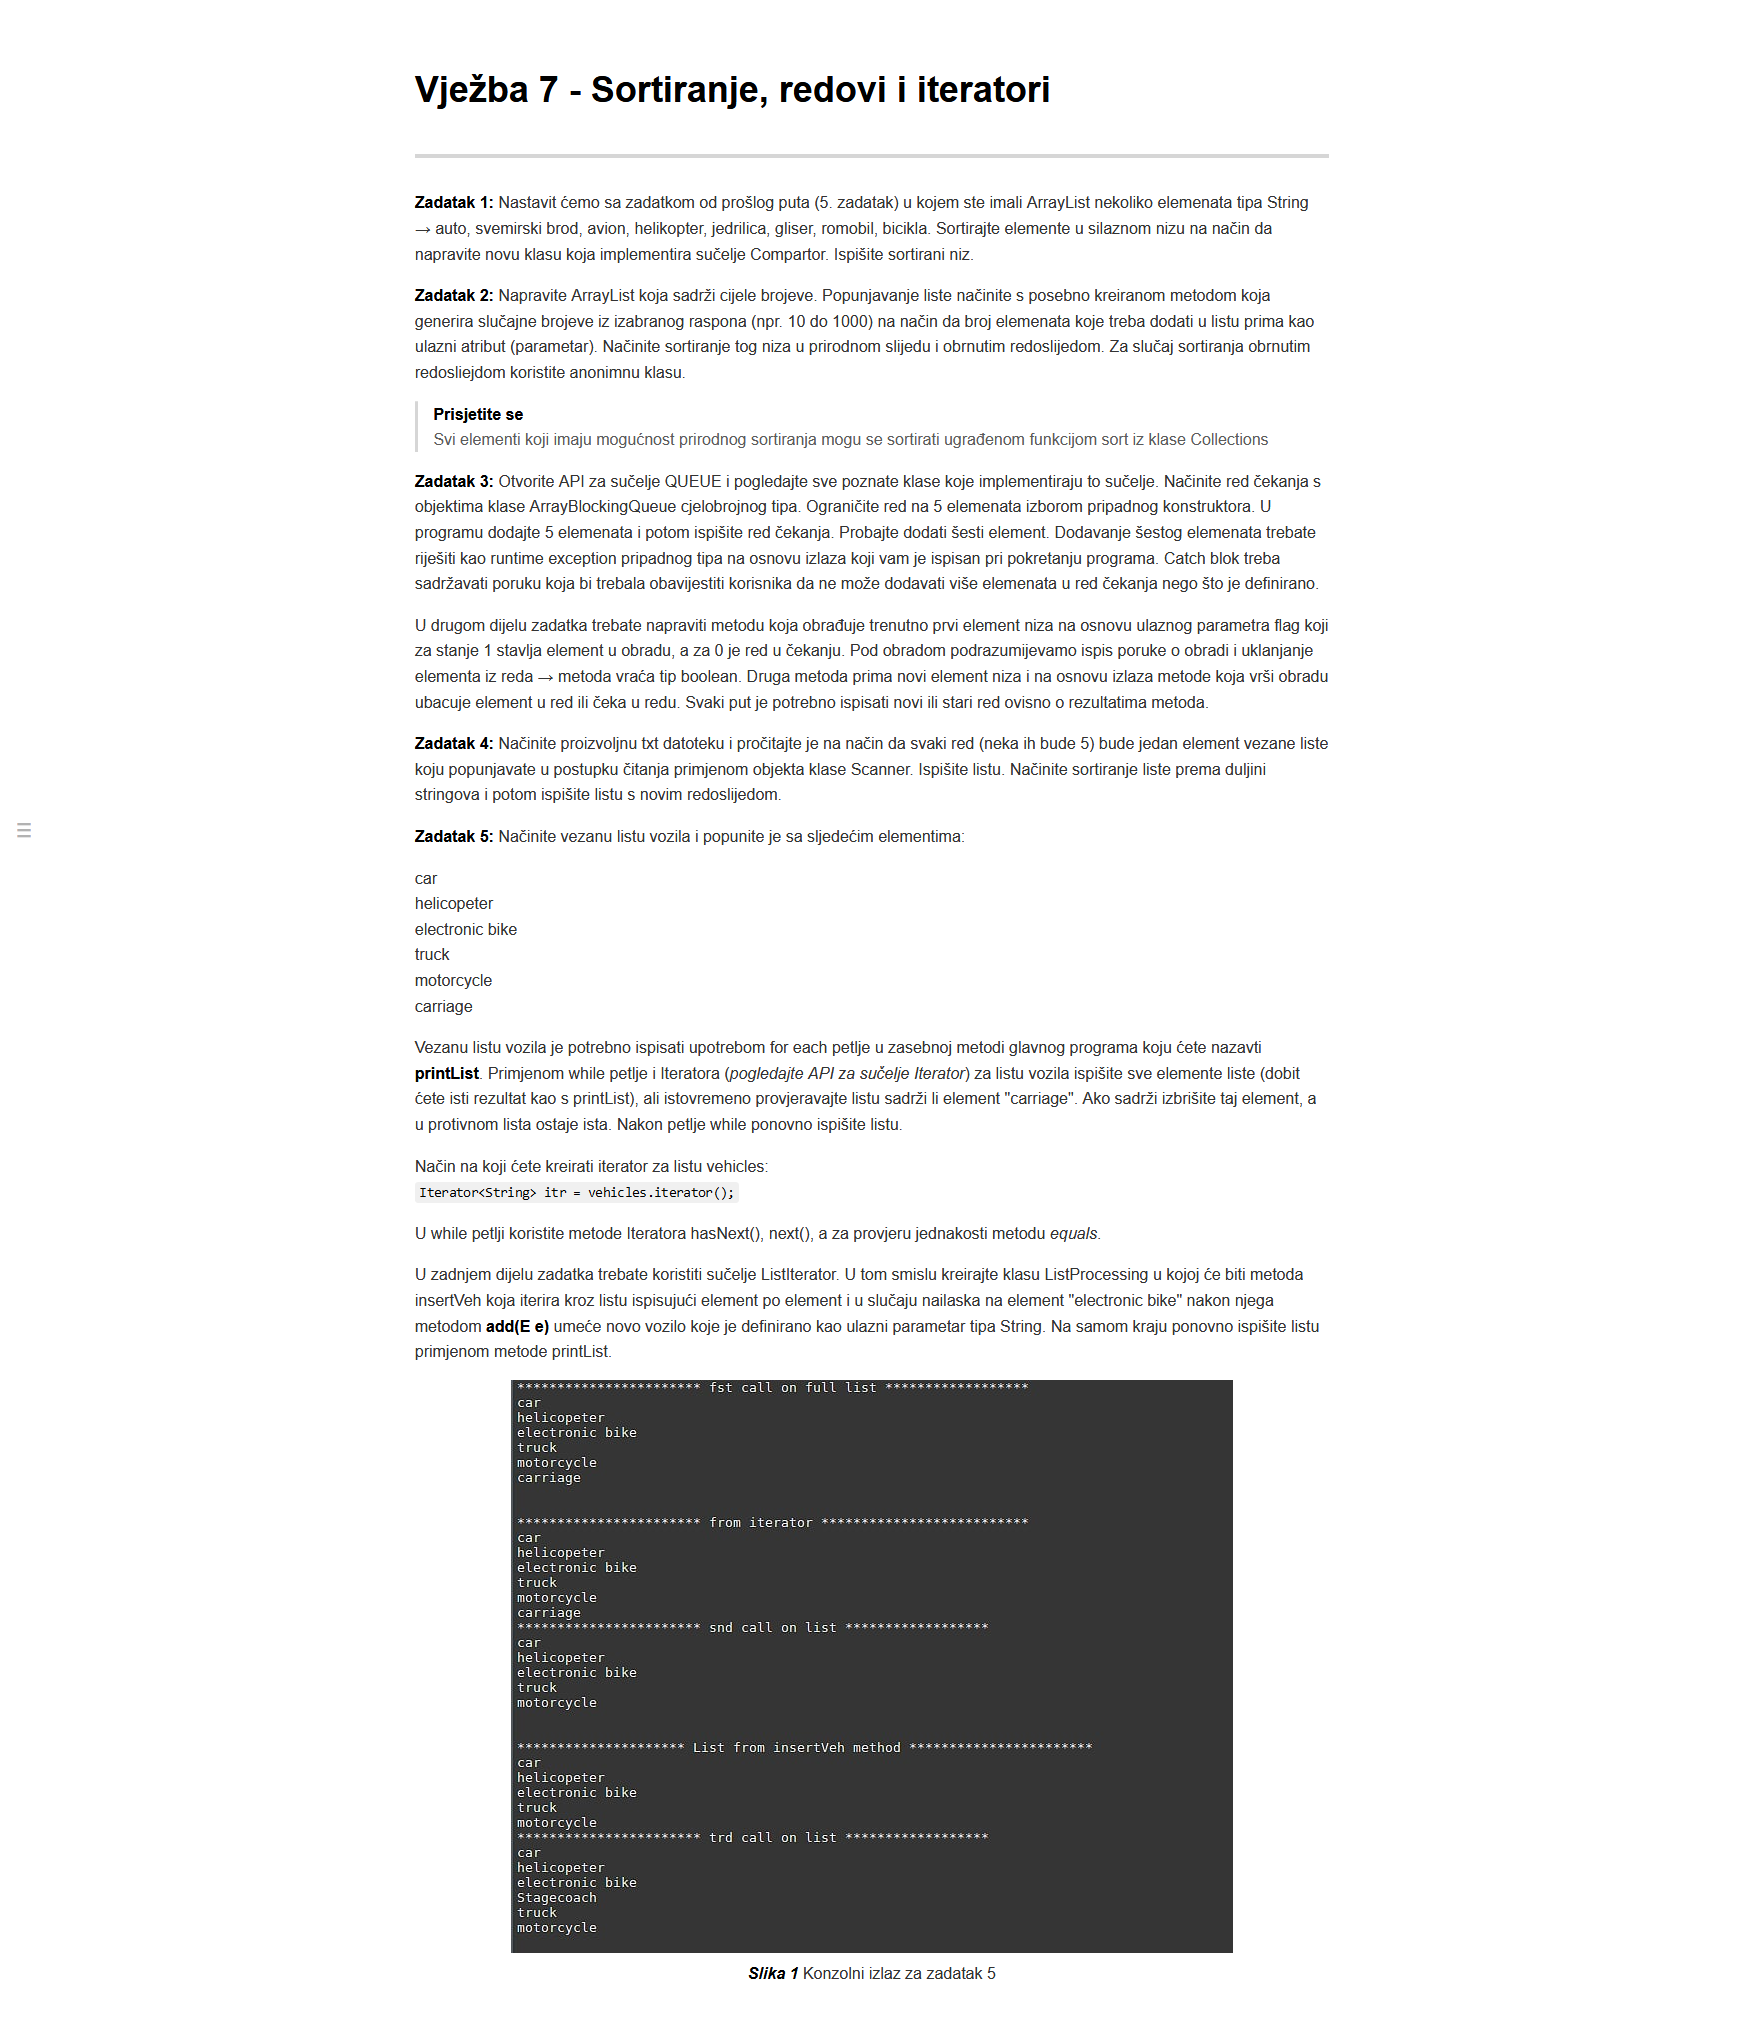 Vježba 7 - Sortiranje, redovi i iteratori
Zadatak 1: Nastavit ćemo sa zadatkom od prošlog puta (5. zadatak) u kojem ste imali ArrayList nekoliko elemenata tipa String
→ auto, svemirski brod, avion, helikopter, jedrilica, gliser, romobil, bicikla. Sortirajte elemente u silaznom nizu na način da
napravite novu klasu koja implementira sučelje Compartor. Ispišite sortirani niz.
Zadatak 2: Napravite ArrayList koja sadrži cijele brojeve. Popunjavanje liste načinite s posebno kreiranom metodom koja
generira slučajne brojeve iz izabranog raspona (npr. 10 do 1000) na način da broj elemenata koje treba dodati u listu prima kao
ulazni atribut (parametar). Načinite sortiranje tog niza u prirodnom slijedu i obrnutim redoslijedom. Za slučaj sortiranja obrnutim
redosliejdom koristite anonimnu klasu.
Prisjetite se
Svi elementi koji imaju mogućnost prirodnog sortiranja mogu se sortirati ugrađenom funkcijom sort iz klase Collections
Zadatak 3: Otvorite API za sučelje QUEUE i pogledajte sve poznate klase koje implementiraju to sučelje. Načinite red čekanja s
objektima klase ArrayBlockingQueue cjelobrojnog tipa. Ograničite red na 5 elemenata izborom pripadnog konstruktora. U
programu dodajte 5 elemenata i potom ispišite red čekanja. Probajte dodati šesti element. Dodavanje šestog elemenata trebate
riješiti kao runtime exception pripadnog tipa na osnovu izlaza koji vam je ispisan pri pokretanju programa. Catch blok treba
sadržavati poruku koja bi trebala obavijestiti korisnika da ne može dodavati više elemenata u red čekanja nego što je definirano.
U drugom dijelu zadatka trebate napraviti metodu koja obrađuje trenutno prvi element niza na osnovu ulaznog parametra flag koji
za stanje 1 stavlja element u obradu, a za 0 je red u čekanju. Pod obradom podrazumijevamo ispis poruke o obradi i uklanjanje
elementa iz reda → metoda vraća tip boolean. Druga metoda prima novi element niza i na osnovu izlaza metode koja vrši obradu
ubacuje element u red ili čeka u redu. Svaki put je potrebno ispisati novi ili stari red ovisno o rezultatima metoda.
Zadatak 4: Načinite proizvoljnu txt datoteku i pročitajte je na način da svaki red (neka ih bude 5) bude jedan element vezane liste
koju popunjavate u postupku čitanja primjenom objekta klase Scanner. Ispišite listu. Načinite sortiranje liste prema duljini
stringova i potom ispišite listu s novim redoslijedom.
Zadatak 5: Načinite vezanu listu vozila i popunite je sa sljedećim elementima:
car
helicopeter
electronic bike
truck
motorcycle
carriage
Vezanu listu vozila je potrebno ispisati upotrebom for each petlje u zasebnoj metodi glavnog programa koju ćete nazavti
printList. Primjenom while petlje i Iteratora (pogledajte API za sučelje Iterator) za listu vozila ispišite sve elemente liste (dobit
ćete isti rezultat kao s printList), ali istovremeno provjeravajte listu sadrži li element "carriage". Ako sadrži izbrišite taj element, a
u protivnom lista ostaje ista. Nakon petlje while ponovno ispišite listu.
Način na koji ćete kreirati iterator za listu vehicles:
Iterator<String> itr = vehicles.iterator();
U while petlji koristite metode Iteratora hasNext(), next(), a za provjeru jednakosti metodu equals.
U zadnjem dijelu zadatka trebate koristiti sučelje ListIterator. U tom smislu kreirajte klasu ListProcessing u kojoj će biti metoda
insertVeh koja iterira kroz listu ispisujući element po element i u slučaju nailaska na element "electronic bike" nakon njega
metodom add(E e) umeće novo vozilo koje je definirano kao ulazni parametar tipa String. Na samom kraju ponovno ispišite listu
primjenom metode printList.
*********************** fst call on full list ******************
car
helicopeter
electronic bike
truck
motorcycle
carriage
*********************** from iterator **************************
car
helicopeter
electronic bike
truck
motorcycle
carriage
*********************** snd call on list ******************
car
helicopeter
electronic bike
truck
motorcycle
********************* List from insertVeh method ***********************
car
helicopeter
electronic bike
truck
motorcycle
*********************** trd call on list ******************
car
helicopeter
electronic bike
Stagecoach
truck
motorcycle
Slika 1 Konzolni izlaz za zadatak 5